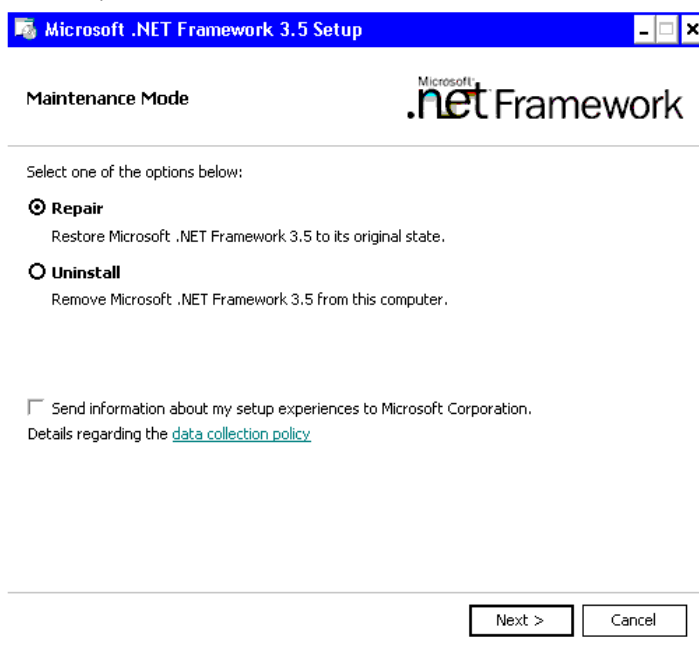 Microsoft .NET Framework 3.5 Setup
Maintenance Mode
Microsoft
.net Framework
Select one of the options below:
Repair
Restore Microsoft .NET Framework 3.5 to its original state.
Uninstall
Remove Microsoft .NET Framework 3.5 from this computer.
Send information about my setup experiences to Microsoft Corporation.
Details regarding the data collection policy
Next >
Cancel